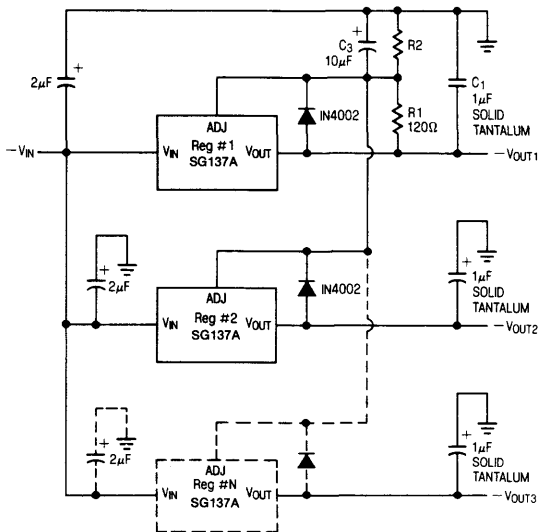 +
C3
10µF
R2
+
2µF
+
C1
1µF
SOLID
TANTALUM
R1
120Ω
IN4002
ADJ
Reg #1
SG137A
VIN
VOUT
−VIN
−VOUT1
+
2µF
ADJ
Reg #2
SG137A
VIN
VOUT
IN4002
+
1µF
SOLID
TANTALUM
−VOUT2
+
2µF
ADJ
Reg #N
SG137A
VIN
VOUT
+
1µF
SOLID
TANTALUM
−VOUT3